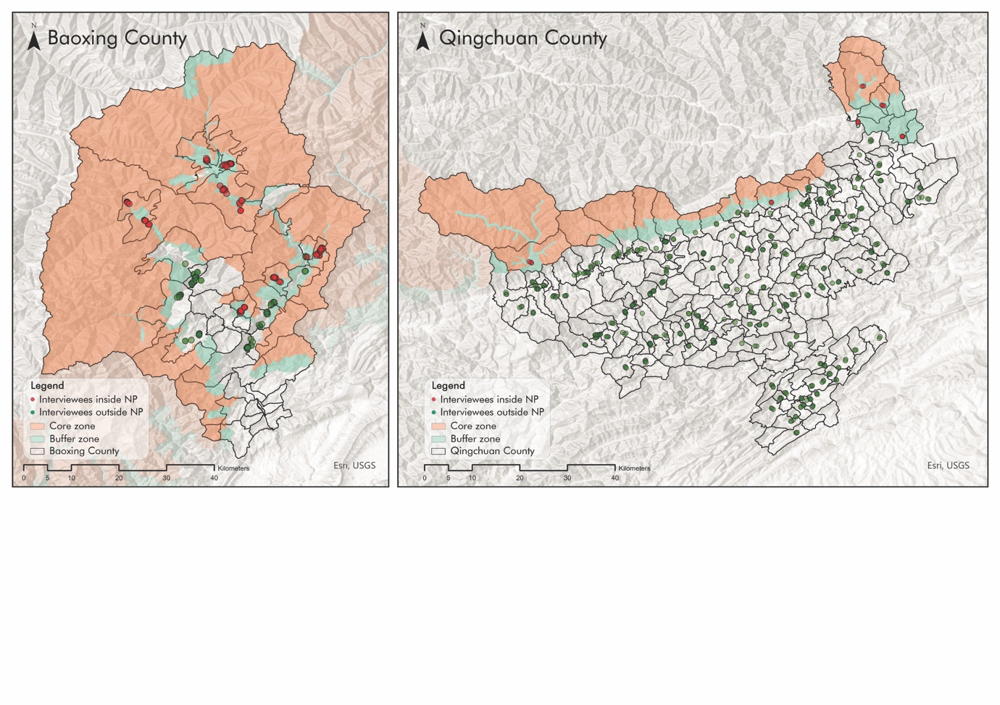 N
Baoxing County
Legend
Interviewees inside NP
Interviewees outside NP
Core zone
Buffer zone
Baoxing County
Esri, USGS
Kilometers
0 5 10 20 30 40
N
Qingchuan County
Legend
Interviewees inside NP
Interviewees outside NP
Core zone
Buffer zone
Qingchuan County
Esri, USGS
Kilometers
0 5 10 20 30 40